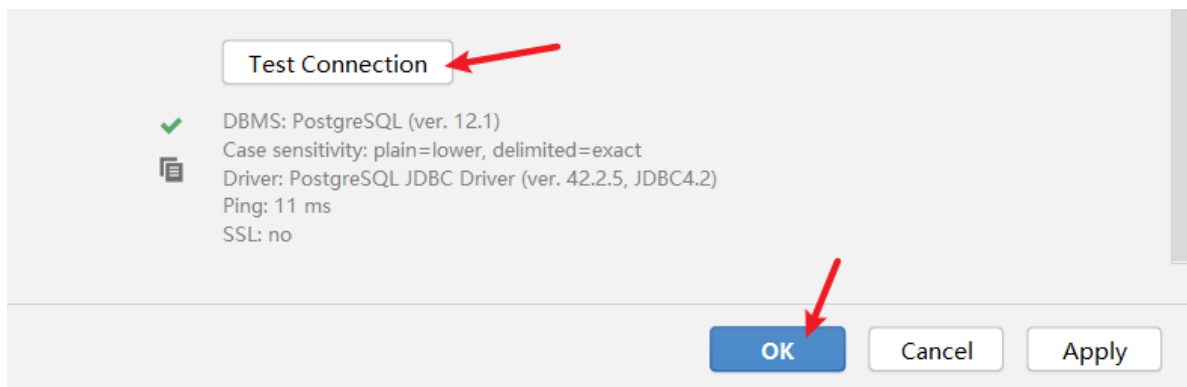 Test Connection
DBMS: PostgreSQL (ver. 12.1)
Case sensitivity: plain=lower, delimited=exact
Driver: PostgreSQL JDBC Driver (ver. 42.2.5, JDBC4.2)
Ping: 11 ms
SSL: no
OK Cancel Apply